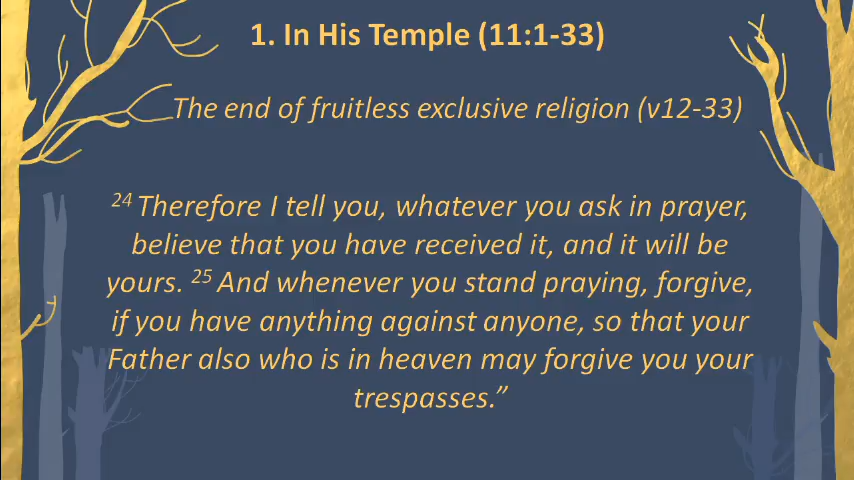 1. In His Temple (11:1-33)
The end of fruitless exclusive religion (v12-33)
24 Therefore I tell you, whatever you ask in prayer,
believe that you have received it, and it will be
yours. 25 And whenever you stand praying, forgive,
if you have anything against anyone, so that your
Father also who is in heaven may forgive you your
trespasses.”